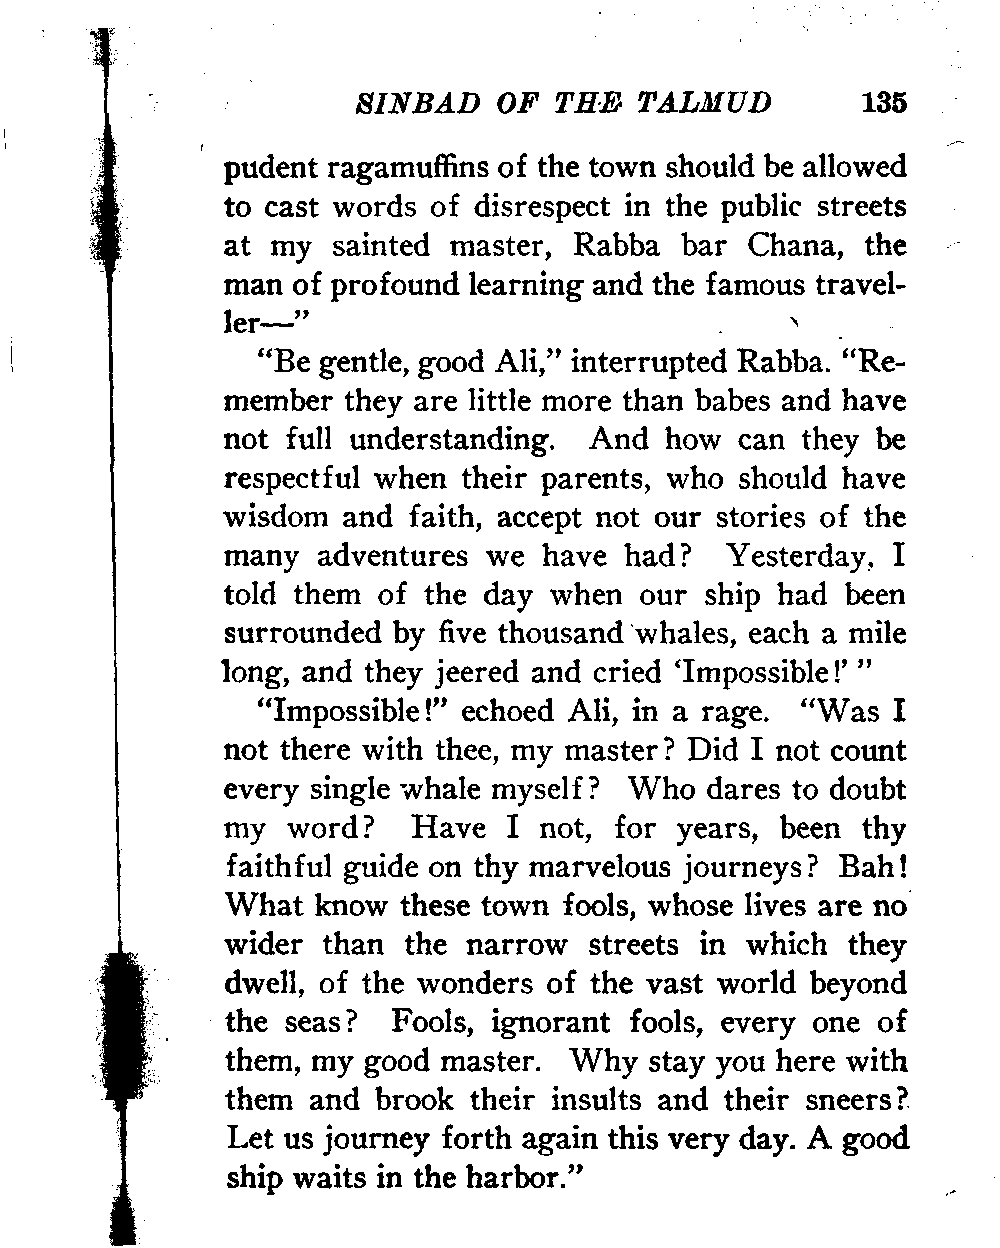 SINBAD OF THE TALMUD 135
pudent ragamuffins of the town should be allowed
to cast words of disrespect in the public streets
at my sainted master, Rabba bar Chana, the
man of profound learning and the famous travel-
ler—”
“Be gentle, good Ali,” interrupted Rabba. “Re-
member they are little more than babes and have
not full understanding. And how can they be
respectful when their parents, who should have
wisdom and faith, accept not our stories of the
many adventures we have had? Yesterday, I
told them of the day when our ship had been
surrounded by five thousand whales, each a mile
long, and they jeered and cried ‘Impossible!’ ”
“Impossible!” echoed Ali, in a rage. “Was I
not there with thee, my master? Did I not count
every single whale myself? Who dares to doubt
my word? Have I not, for years, been thy
faithful guide on thy marvelous journeys? Bah!
What know these town fools, whose lives are no
wider than the narrow streets in which they
dwell, of the wonders of the vast world beyond
the seas? Fools, ignorant fools, every one of
them, my good master. Why stay you here with
them and brook their insults and their sneers?
Let us journey forth again this very day. A good
ship waits in the harbor.”